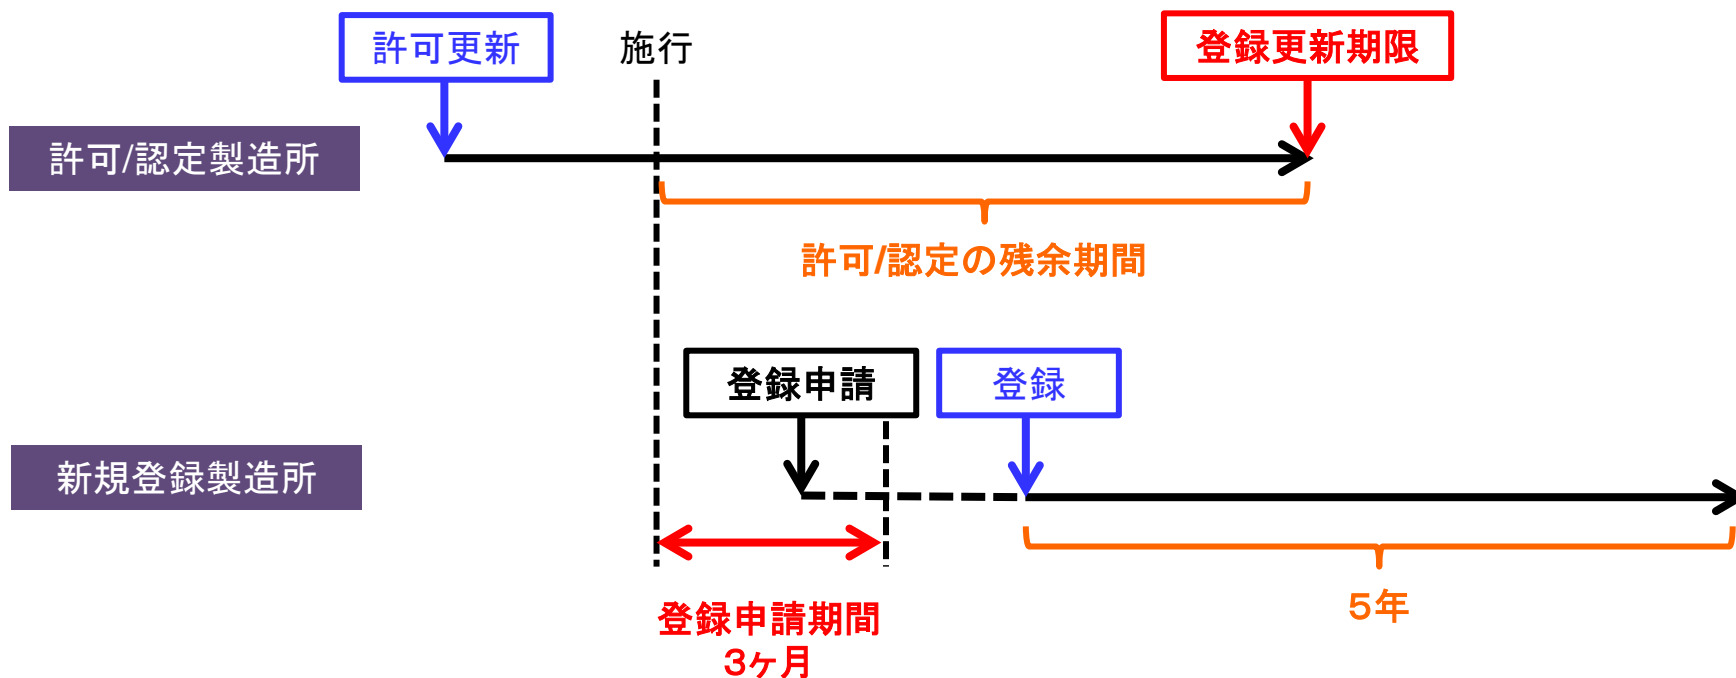 許可更新
施行
登録更新期限
許可/認定製造所
許可/認定の残余期間
登録申請
登録
新規登録製造所
登録申請期間
3ヶ月
5年